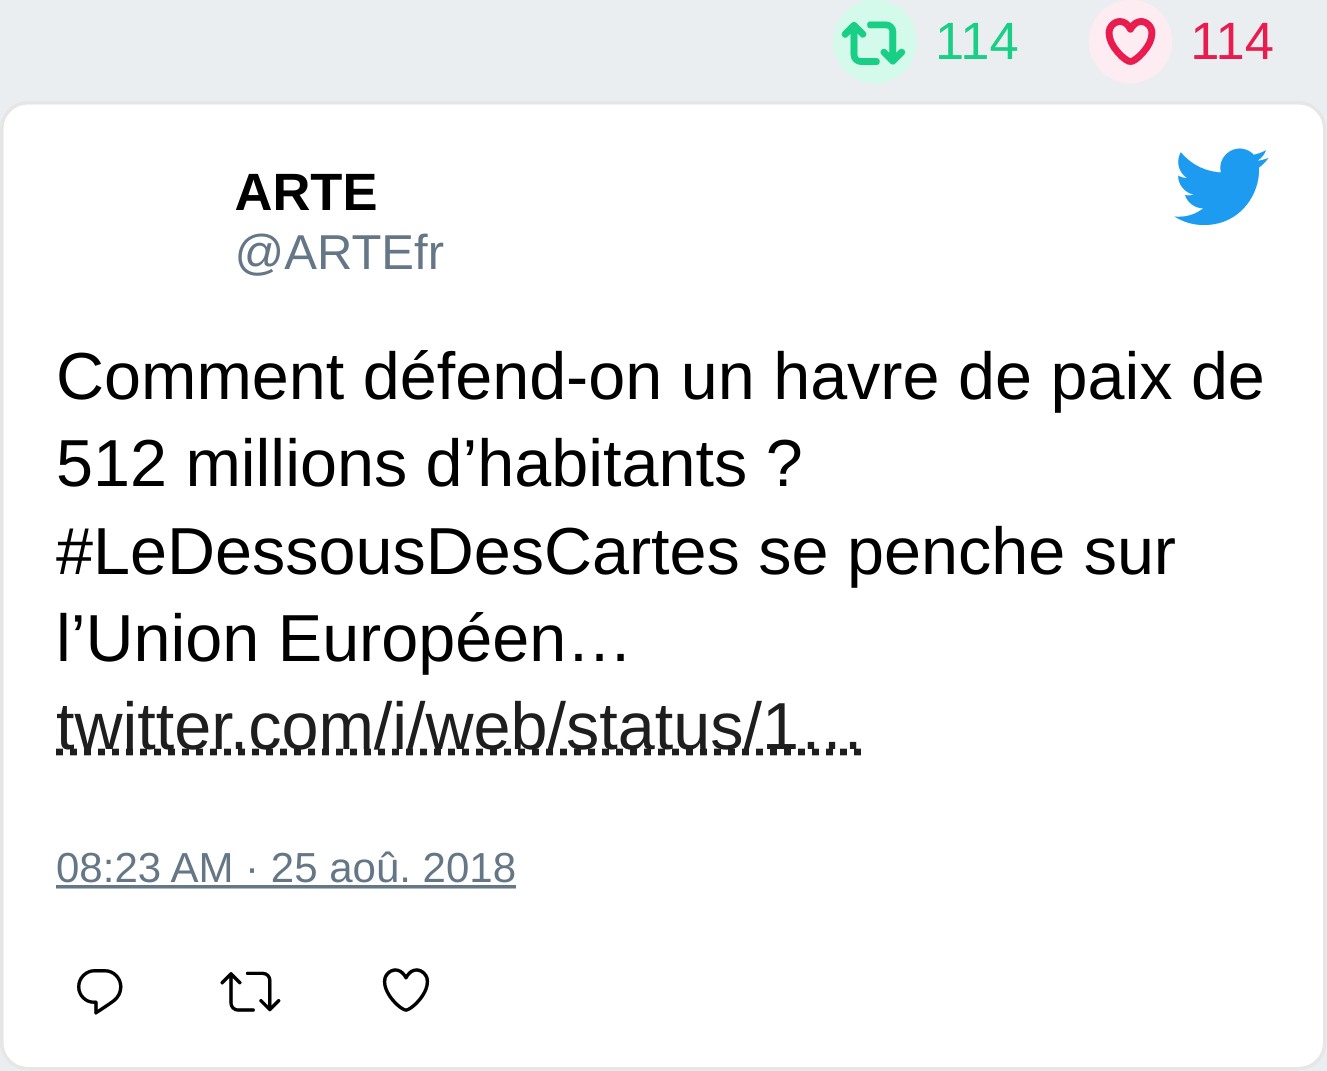 114 114
ARTE
@ARTEfr
Comment défend-on un havre de paix de
512 millions d’habitants ?
#LeDessousDesCartes se penche sur
l’Union Européen…
twitter.com/i/web/status/1…
08:23 AM · 25 aoû. 2018